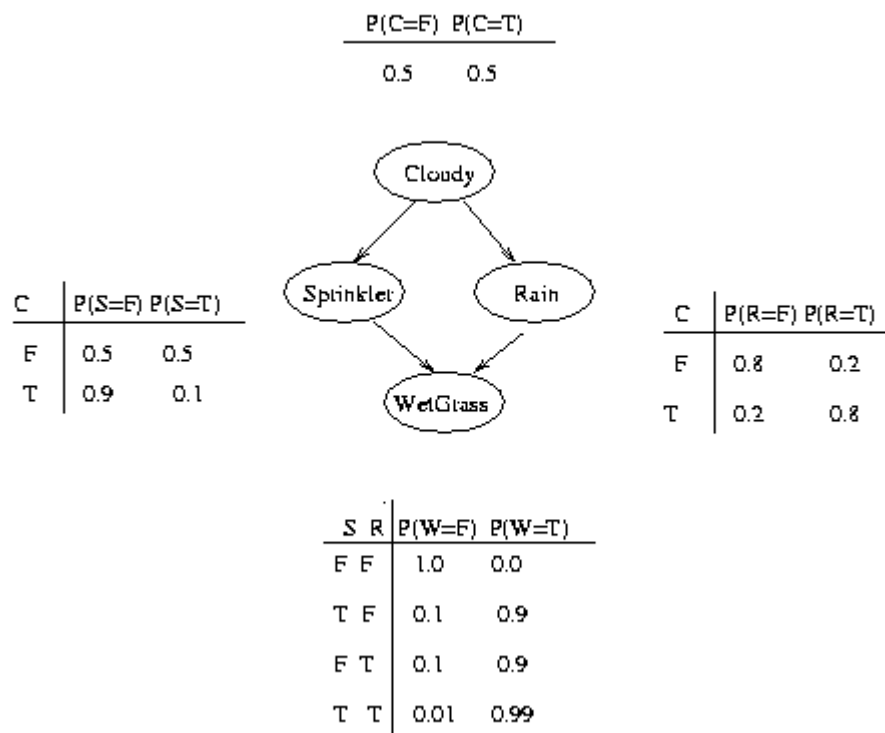 P(C=F) P(C=T)
0.5 0.5
Cloudy
Sprinkler
Rain
WetGrass
C P(S=F) P(S=T)
F 0.5 0.5
T 0.9 0.1
C P(R=F) P(R=T)
F 0.8 0.2
T 0.2 0.8
S R P(W=F) P(W=T)
F F 1.0 0.0
T F 0.1 0.9
F T 0.1 0.9
T T 0.01 0.99